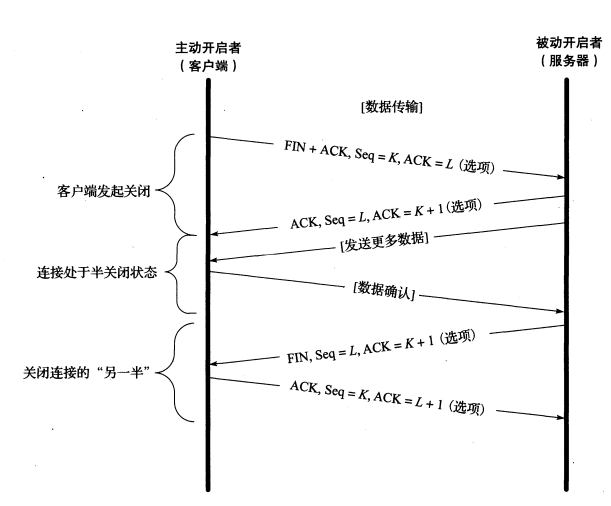 主动开启者
（客户端）
被动开启者
（服务器）
[数据传输]
FIN + ACK, Seq = K, ACK = L (选项)
客户端发起关闭
ACK, Seq = L, ACK = K + 1(选项)
[发送更多数据]
连接处于半关闭状态
[数据确认]
FIN, Seq = L, ACK = K + 1 (选项)
关闭连接的“另一半”
ACK, Seq = K, ACK = L + 1 (选项)